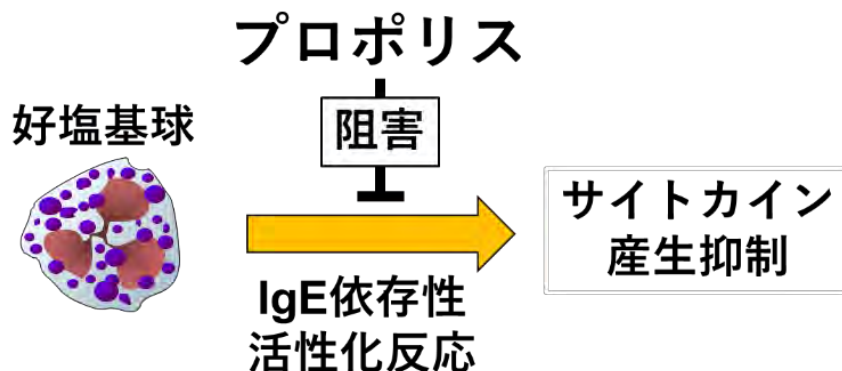 プロポリス
阻害
好塩基球
サイトカイン
産生抑制
IgE依存性
活性化反応